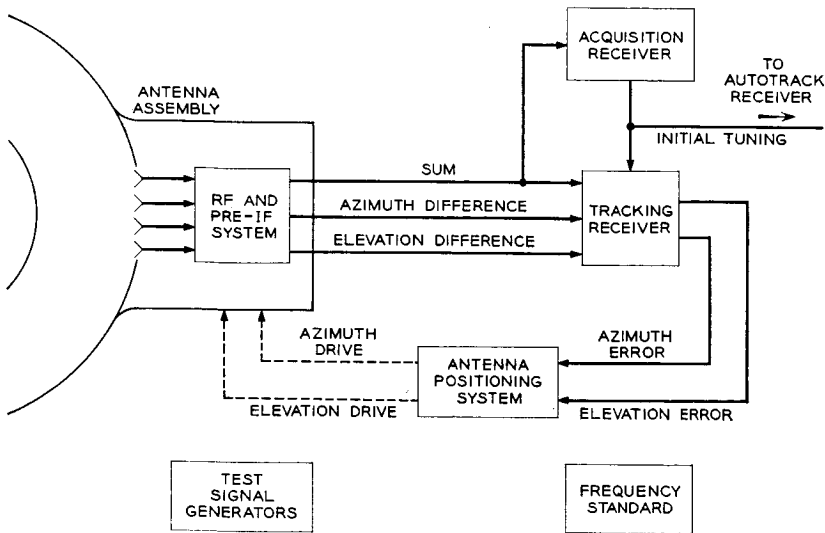 ACQUISITION
RECEIVER
TO
AUTOTRACK
RECEIVER
INITIAL TUNING
ANTENNA
ASSEMBLY
RF AND
PRE-IF
SYSTEM
SUM
AZIMUTH DIFFERENCE
ELEVATION DIFFERENCE
TRACKING
RECEIVER
AZIMUTH
DRIVE
ELEVATION DRIVE
ANTENNA
POSITIONING
SYSTEM
AZIMUTH
ERROR
ELEVATION ERROR
TEST
SIGNAL
GENERATORS
FREQUENCY
STANDARD